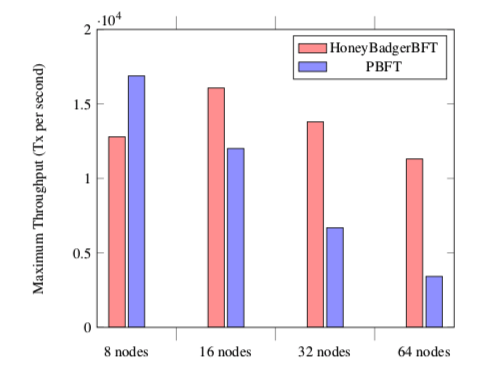 ·10⁴
2
1.5
1
0.5
0
Maximum Throughput (Tx per second)
HoneyBadgerBFT
PBFT
8 nodes
16 nodes
32 nodes
64 nodes